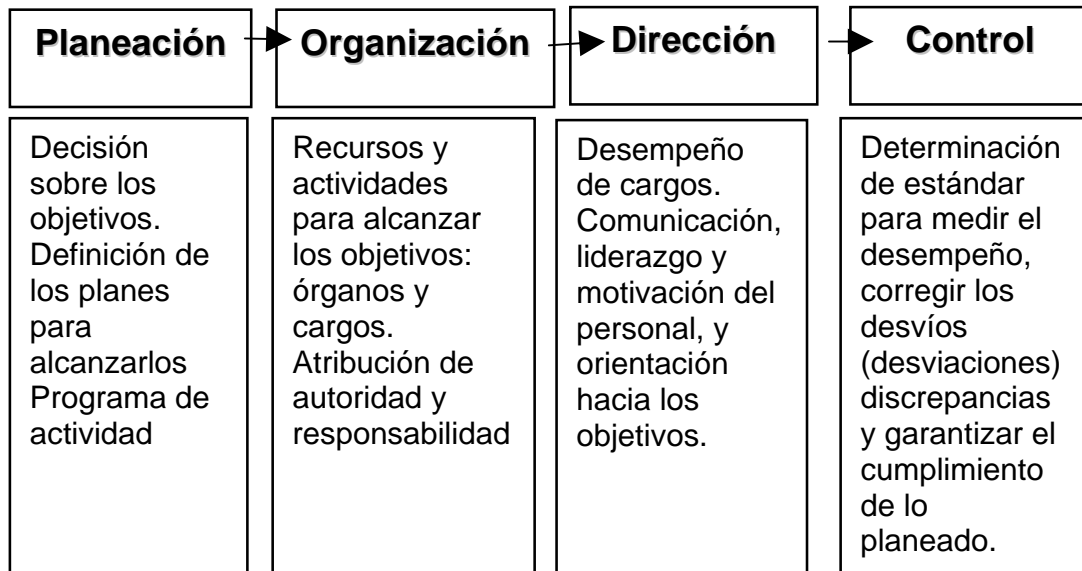 Planeación
Organización
Dirección
Control
Decisión
sobre los
objetivos.
Definición de
los planes
para
alcanzarlos
Programa de
actividad
Recursos y
actividades
para alcanzar
los objetivos:
órganos y
cargos.
Atribución de
autoridad y
responsabilidad
Desempeño
de cargos.
Comunicación,
liderazgo y
motivación del
personal, y
orientación
hacia los
objetivos.
Determinación
de estándar
para medir el
desempeño,
corregir los
desvíos
(desviaciones)
discrepancias
y garantizar el
cumplimiento
de lo
planeado.